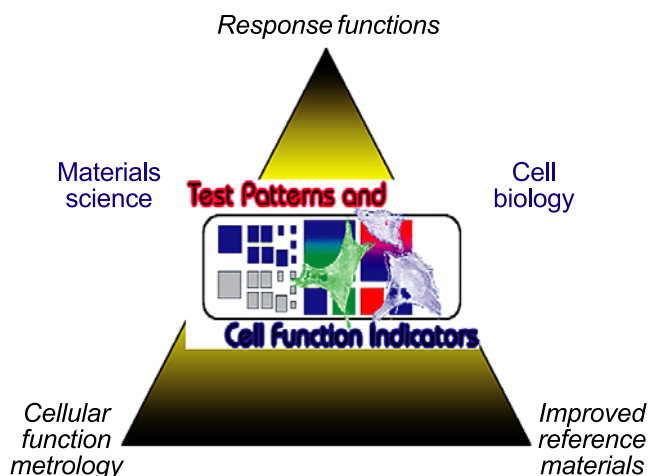 Response functions
Materials
science
Cell
biology
Test Patterns and
Cell Function Indicators
Cellular
function
metrology
Improved
reference
materials